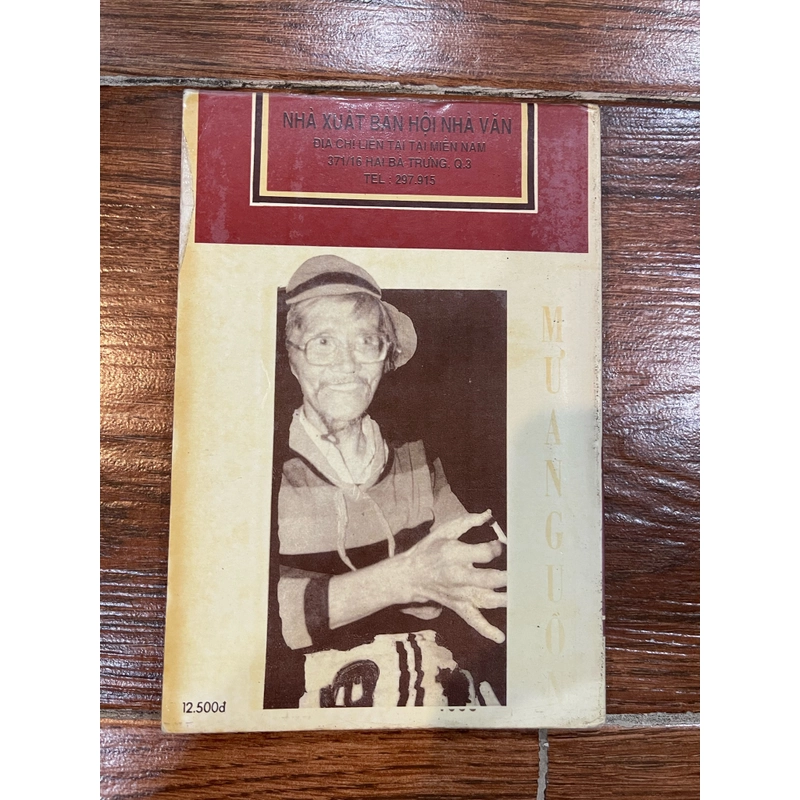 NHÀ XUẤT BẢN HỘI NHÀ VĂN
ĐỊA CHỈ LIÊN TẠI TẠI MIỀN NAM
371/16 HAI BÀ TRƯNG. Q.3
TEL : 297.915
MƯA NGUỒN
12.500đ